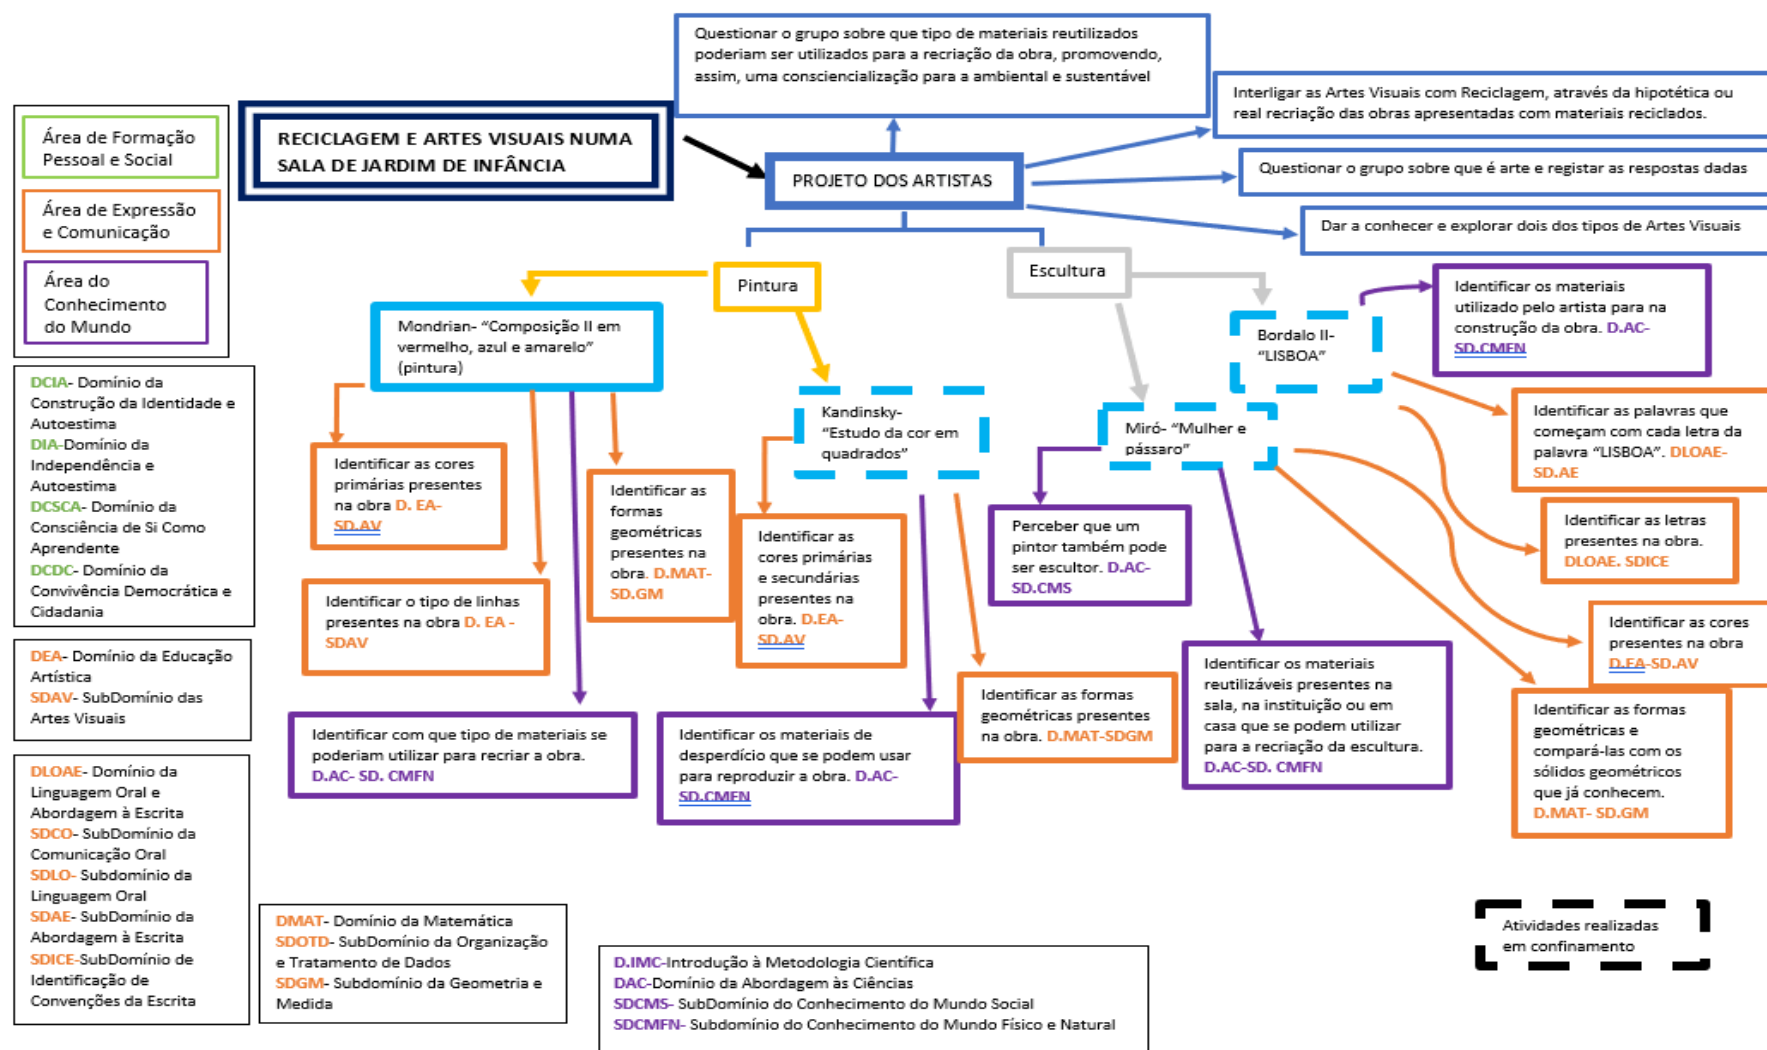 Questionar o grupo sobre que tipo de materiais reutilizados
poderiam ser utilizados para a recriação da obra, promovendo,
assim, uma consciencialização para a ambiental e sustentável
Interligar as Artes Visuais com Reciclagem, através da hipotética ou
real recriação das obras apresentadas com materiais reciclados.
RECICLAGEM E ARTES VISUAIS NUMA
SALA DE JARDIM DE INFÂNCIA
PROJETO DOS ARTISTAS
Questionar o grupo sobre que é arte e registar as respostas dadas
Dar a conhecer e explorar dois dos tipos de Artes Visuais
Área de Formação
Pessoal e Social
Área de Expressão
e Comunicação
Área do
Conhecimento
do Mundo
Pintura
Escultura
Mondrian- “Composição II em
vermelho, azul e amarelo”
(pintura)
Kandinsky-
“Estudo da cor em
quadrados”
Miró- “Mulher e
pássaro”
Bordalo II-
“LISBOA”
Identificar os materiais
utilizado pelo artista para na
construção da obra. D.AC-
SD.CMFN
Identificar as palavras que
começam com cada letra da
palavra “LISBOA”. DLOAE-
SD.AE
Identificar as letras
presentes na obra.
DLOAE. SDICE
Identificar as cores
presentes na obra
D.EA-SD.AV
Identificar as formas
geométricas e
compará-las com os
sólidos geométricos
que já conhecem.
D.MAT- SD.GM
Identificar as cores
primárias presentes
na obra D. EA-
SD.AV
Identificar o tipo de linhas
presentes na obra D. EA -
SDAV
Identificar as
formas
geométricas
presentes na
obra. D.MAT-
SD.GM
Identificar as
cores primárias
e secundárias
presentes na
obra. D.EA-
SD.AV
Perceber que um
pintor também pode
ser escultor. D.AC-
SD.CMS
Identificar com que tipo de materiais se
poderiam utilizar para recriar a obra.
D.AC- SD. CMFN
Identificar os materiais de
desperdício que se podem usar
para reproduzir a obra. D.AC-
SD.CMFN
Identificar as formas
geométricas presentes
na obra. D.MAT-SDGM
Identificar os materiais
reutilizáveis presentes na
sala, na instituição ou em
casa que se podem utilizar
para a recriação da escultura.
D.AC-SD. CMFN
DCIA- Domínio da
Construção da Identidade e
Autoestima
DIA-Domínio da
Independência e
Autoestima
DCSCA- Domínio da
Consciência de Si Como
Aprendente
DCDC- Domínio da
Convivência Democrática e
Cidadania
DEA- Domínio da Educação
Artística
SDAV- SubDomínio das
Artes Visuais
DLOAE- Domínio da
Linguagem Oral e
Abordagem à Escrita
SDCO- SubDomínio da
Comunicação Oral
SDLO- Subdomínio da
Linguagem Oral
SDAE- SubDomínio da
Abordagem à Escrita
SDICE-SubDomínio de
Identificação de
Convenções da Escrita
DMAT- Domínio da Matemática
SDOTD- SubDomínio da Organização
e Tratamento de Dados
SDGM- Subdomínio da Geometria e
Medida
D.IMC-Introdução à Metodologia Científica
DAC-Domínio da Abordagem às Ciências
SDCMS- SubDomínio do Conhecimento do Mundo Social
SDCMFN- Subdomínio do Conhecimento do Mundo Físico e Natural
Atividades realizadas
em confinamento